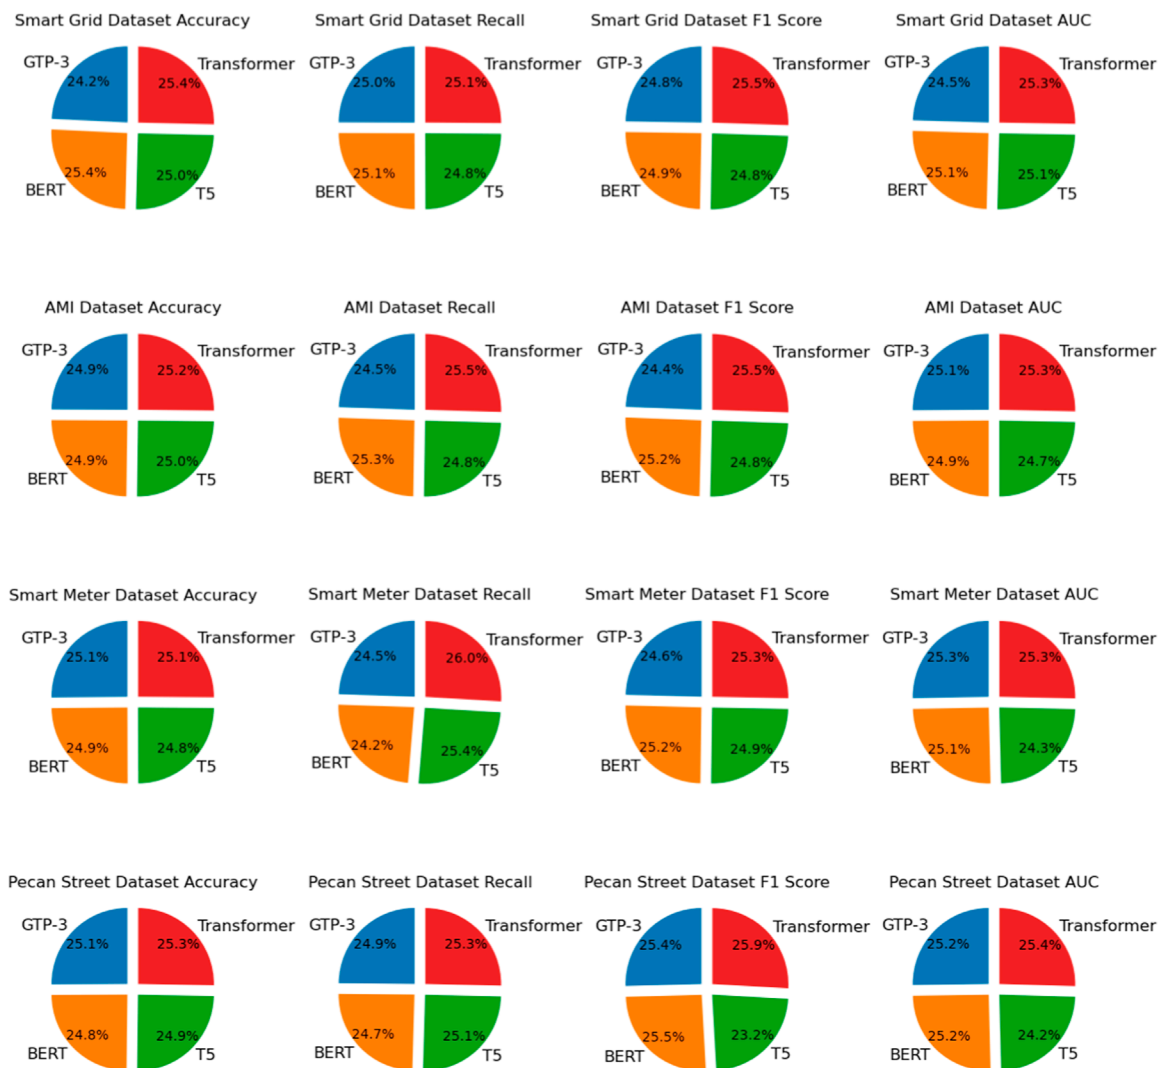 Smart Grid Dataset Accuracy
GTP-3
24.2%
Transformer
25.4%
BERT
25.4%
T5
25.0%
Smart Grid Dataset Recall
GTP-3
25.0%
Transformer
25.1%
BERT
25.1%
T5
24.8%
Smart Grid Dataset F1 Score
GTP-3
24.8%
Transformer
25.5%
BERT
24.9%
T5
24.8%
Smart Grid Dataset AUC
GTP-3
24.5%
Transformer
25.3%
BERT
25.1%
T5
25.1%
AMI Dataset Accuracy
GTP-3
24.9%
Transformer
25.2%
BERT
24.9%
T5
25.0%
AMI Dataset Recall
GTP-3
24.5%
Transformer
25.5%
BERT
25.3%
T5
24.8%
AMI Dataset F1 Score
GTP-3
24.4%
Transformer
25.5%
BERT
25.2%
T5
24.8%
AMI Dataset AUC
GTP-3
25.1%
Transformer
25.3%
BERT
24.9%
T5
24.7%
Smart Meter Dataset Accuracy
GTP-3
25.1%
Transformer
25.1%
BERT
24.9%
T5
24.8%
Smart Meter Dataset Recall
GTP-3
24.5%
Transformer
26.0%
BERT
24.2%
T5
25.4%
Smart Meter Dataset F1 Score
GTP-3
24.6%
Transformer
25.3%
BERT
25.2%
T5
24.9%
Smart Meter Dataset AUC
GTP-3
25.3%
Transformer
25.3%
BERT
25.1%
T5
24.3%
Pecan Street Dataset Accuracy
GTP-3
25.1%
Transformer
25.3%
BERT
24.8%
T5
24.9%
Pecan Street Dataset Recall
GTP-3
24.9%
Transformer
25.3%
BERT
24.7%
T5
25.1%
Pecan Street Dataset F1 Score
GTP-3
25.4%
Transformer
25.9%
BERT
25.5%
T5
23.2%
Pecan Street Dataset AUC
GTP-3
25.2%
Transformer
25.4%
BERT
25.2%
T5
24.2%